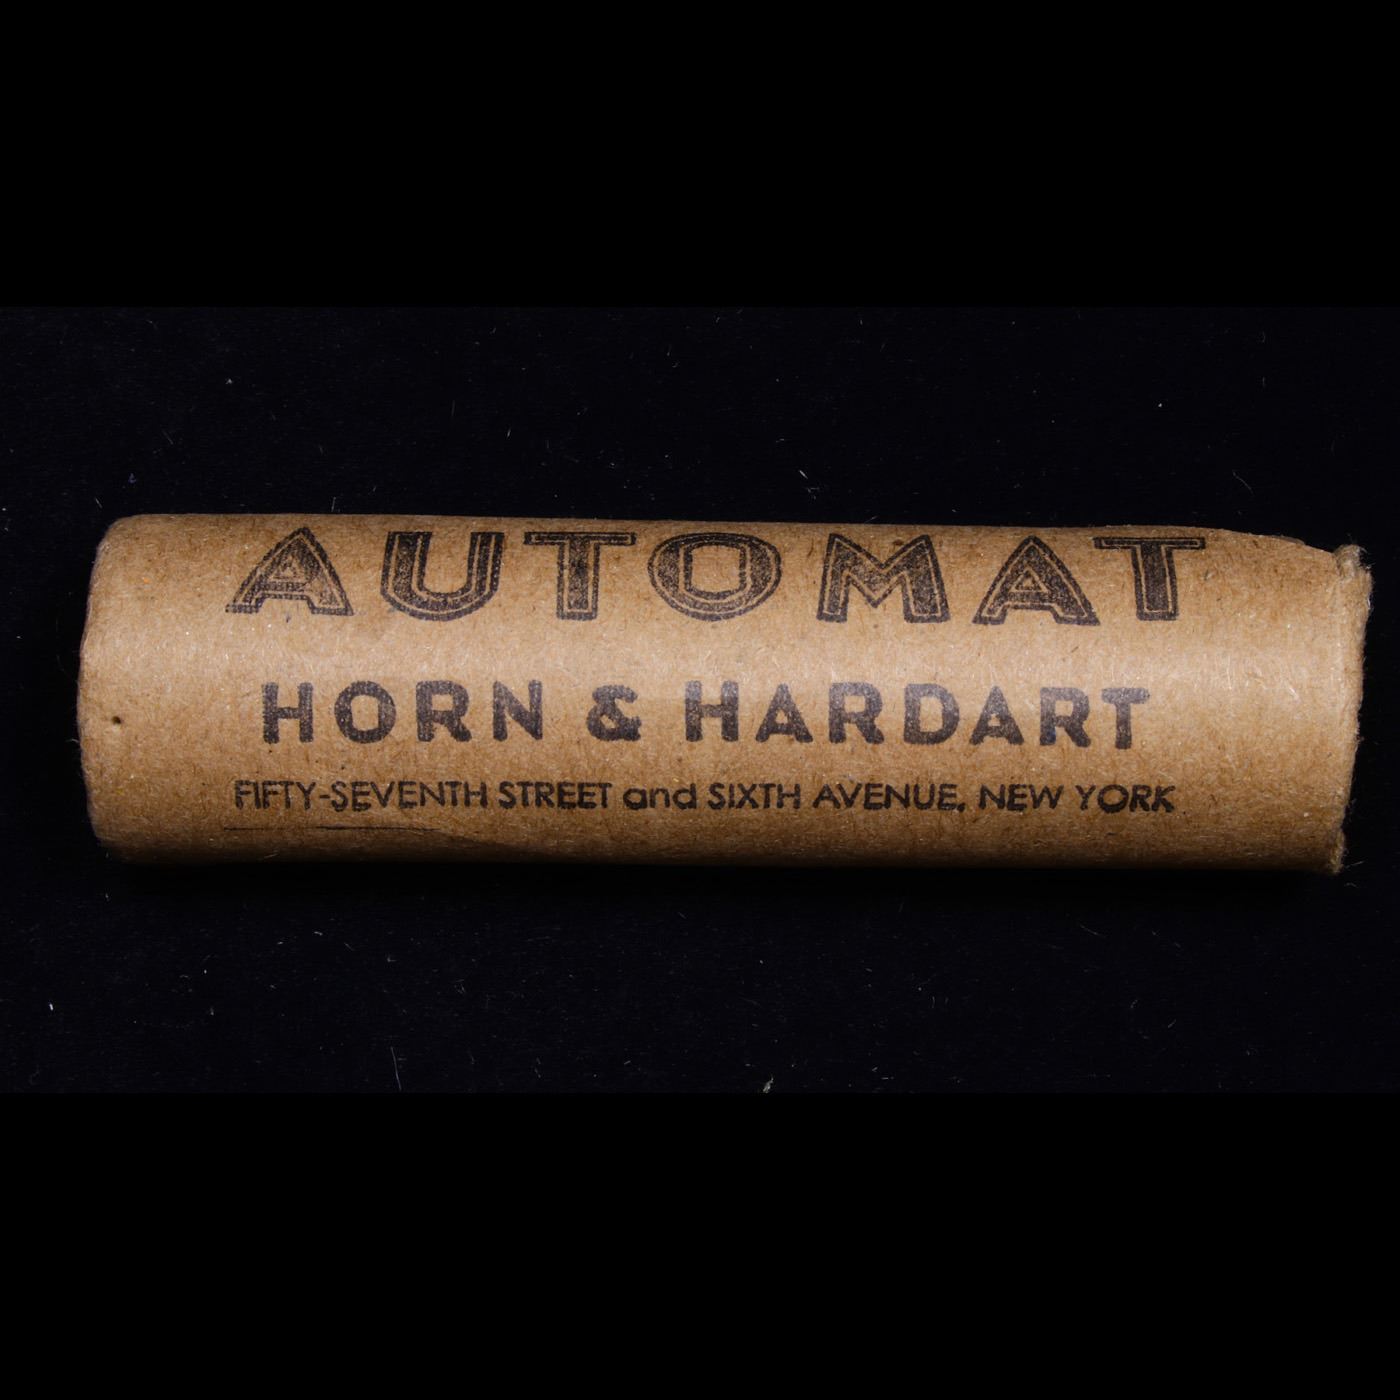 AUTOMAT
HORN & HARDART
FIFTY-SEVENTH STREET and SIXTH AVENUE, NEW YORK